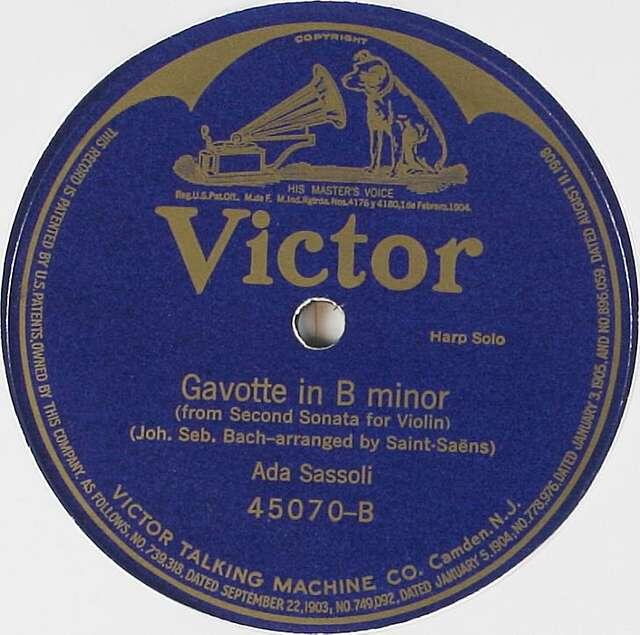 COPYRIGHT
HIS MASTER'S VOICE
Reg.U.S.Pat.Off. M.de F. M.Ind.Rgtrda.Nos.4176 y 4180,1 de Febrero.1904.
Victor
Harp Solo
Gavotte in B minor
(from Second Sonata for Violin)
(Joh. Seb. Bach–arranged by Saint-Saëns)
Ada Sassoli
45070–B
VICTOR TALKING MACHINE CO. Camden, N.J.
THIS RECORD IS PATENTED BY U.S. PATENTS, OWNED BY THIS COMPANY, AS FOLLOWS, NO. 739,318, DATED SEPTEMBER 22, 1903, NO. 749,092, DATED JANUARY 5, 1904, NO. 778,976, DATED JANUARY 3, 1905, AND NO. 896,059, DATED AUGUST 11, 1908